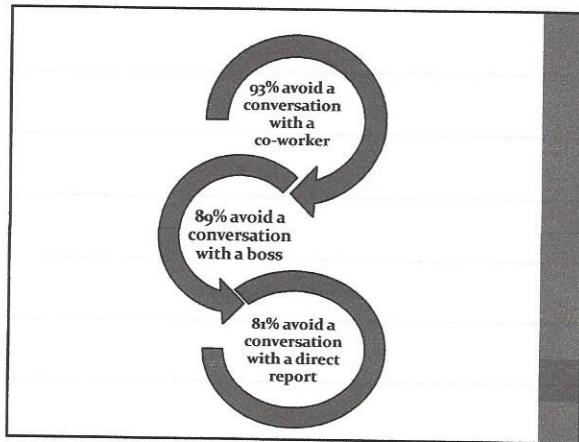 93% avoid a
conversation
with a
co-worker
89% avoid a
conversation
with a boss
81% avoid a
conversation
with a direct
report